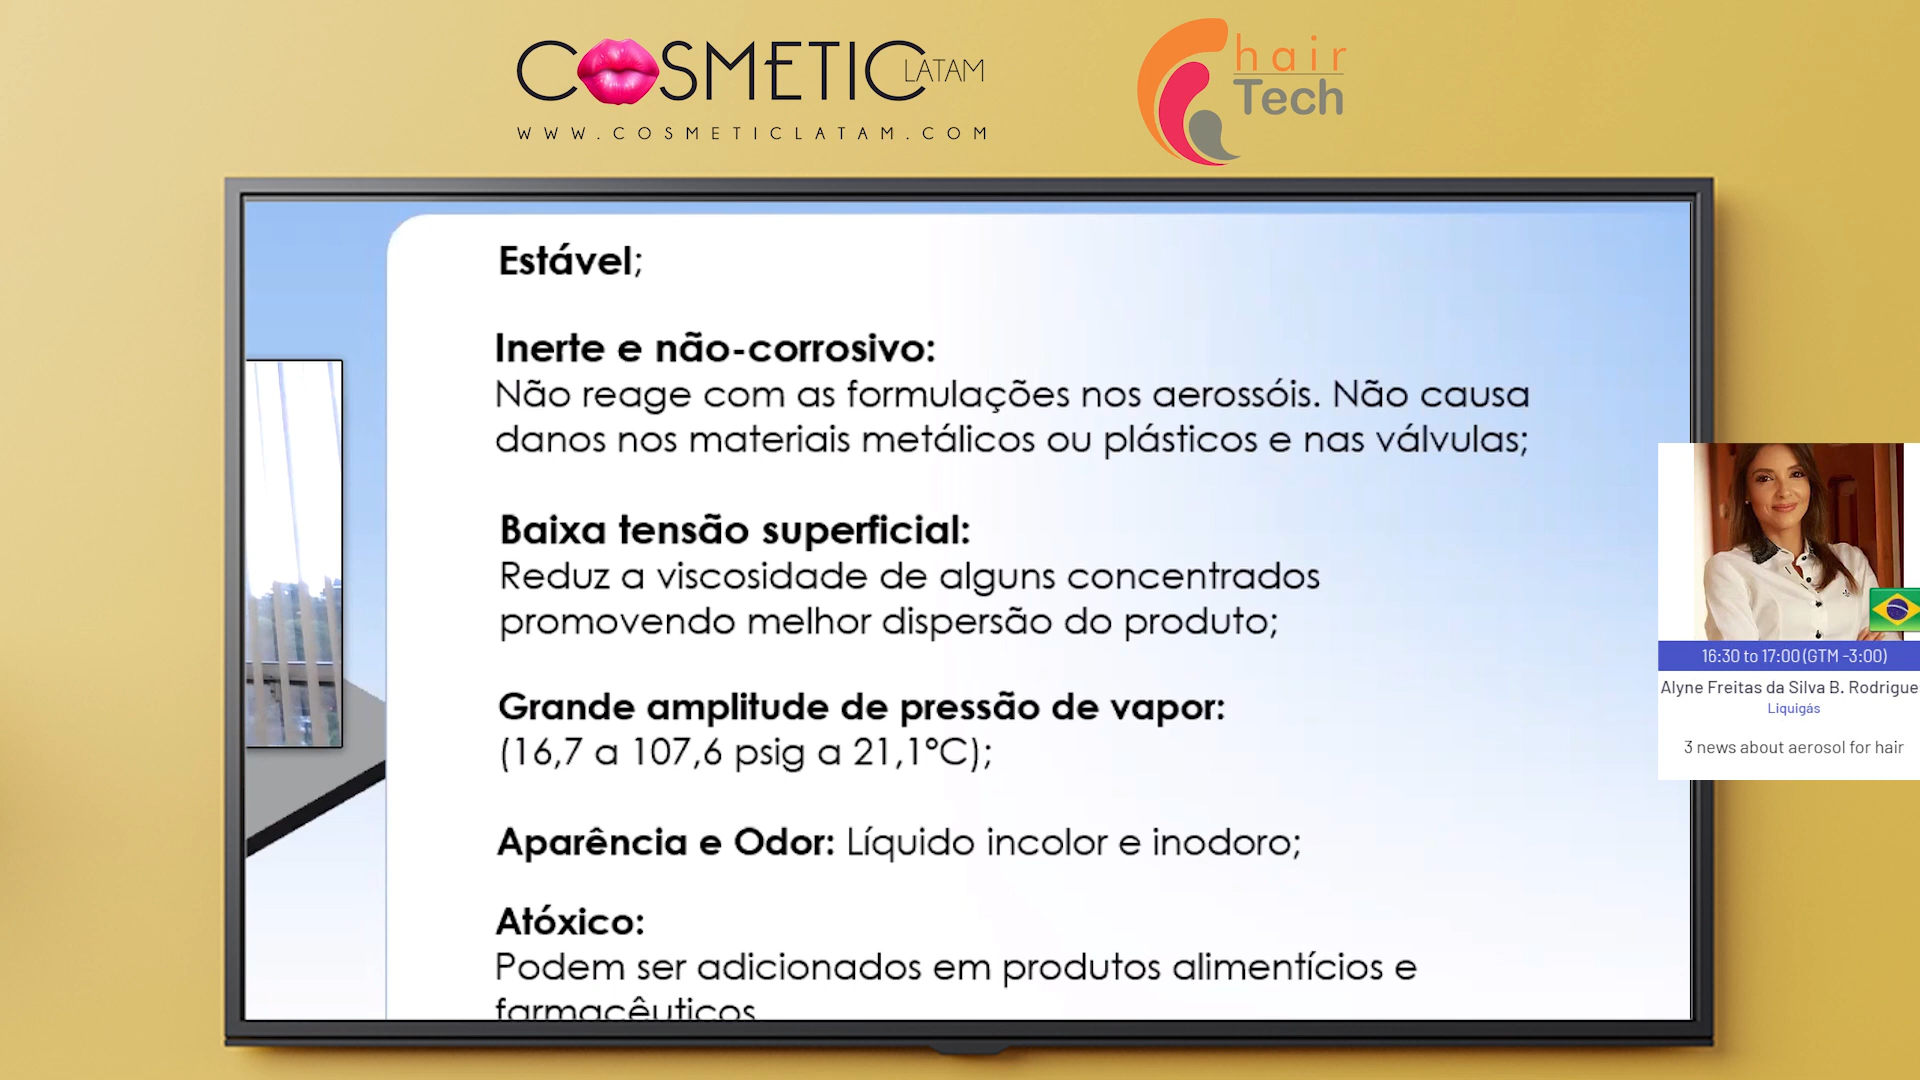 COSMETIC LATAM
WWW.COSMETICLATAM.COM
hair
Tech
Estável;
Inerte e não-corrosivo:
Não reage com as formulações nos aerossóis. Não causa
danos nos materiais metálicos ou plásticos e nas válvulas;
Baixa tensão superficial:
Reduz a viscosidade de alguns concentrados
promovendo melhor dispersão do produto;
Grande amplitude de pressão de vapor:
(16,7 a 107,6 psig a 21,1°C);
Aparência e Odor: Líquido incolor e inodoro;
Atóxico:
Podem ser adicionados em produtos alimentícios e
farmacêuticos
16:30 to 17:00 (GTM -3:00)
Alyne Freitas da Silva B. Rodrigue
Liquigás
3 news about aerosol for hair